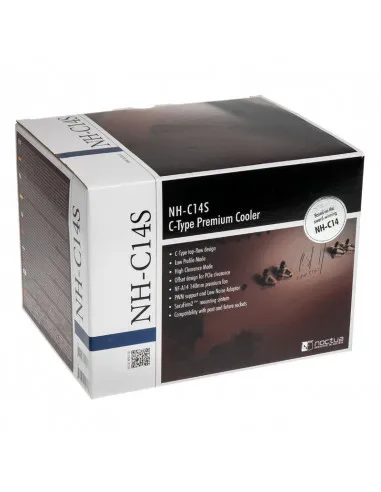 NH-C14S
NH-C14S
NH-C14S
C-Type Premium Cooler
Based on the
award-winning
NH-C14
• C-Type top-flow design
• Low Profile Mode
• High Clearance Mode
• Offset design for PCIe clearance
• NF-A14 140mm premium fan
• PWM support and Low-Noise Adaptor
• SecuFirm2™ mounting system
• Compatibility with past and future sockets
noctua